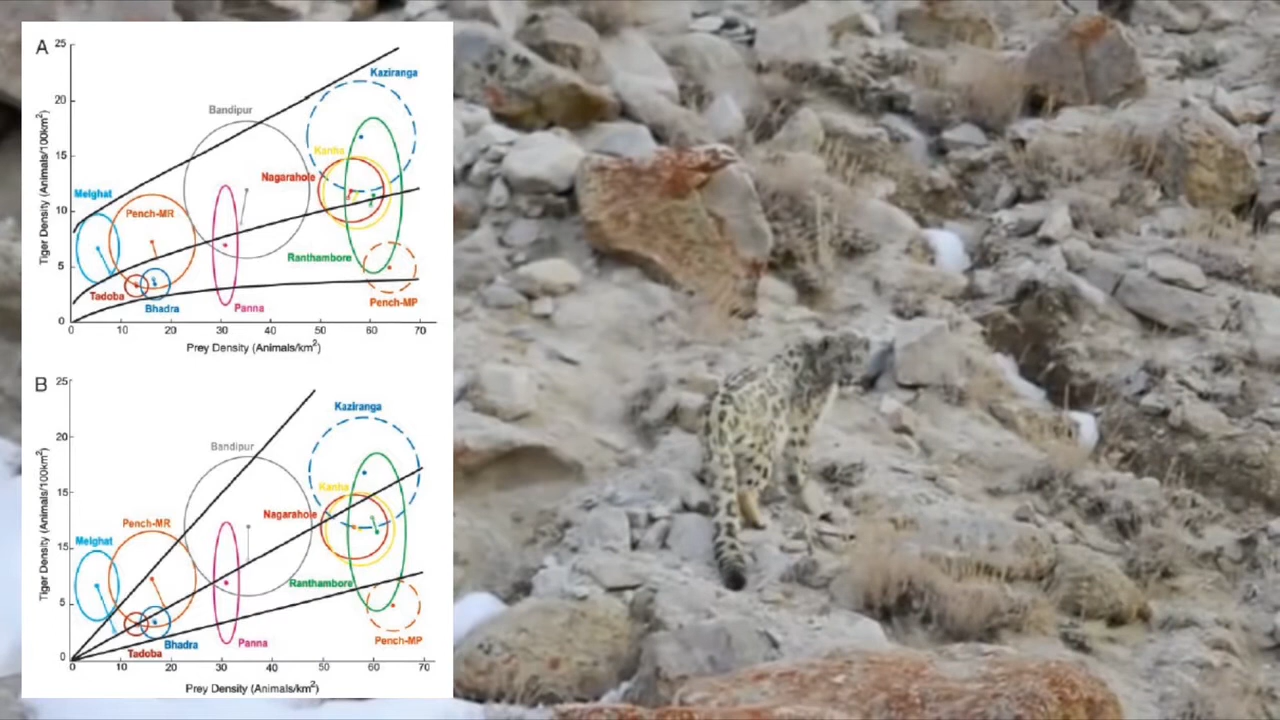 A
25
Kaziranga
20
Bandipur
15
Kanha
Nagarahole
Melghat
Pench-MR
10
Tiger Density (Animals/100km²)
Ranthambore
5
Tadoba
Bhadra
Panna
Pench-MP
0
0 10 20 30 40 50 60 70
Prey Density (Animals/km²)
B
25
Kaziranga
20
Bandipur
15
Kanha
Nagarahole
Pench-MR
Melghat
15
Tiger Density (Animals/100km²)
Ranthambore
5
Tadoba
Bhadra
Panna
Pench-MP
0
0 10 20 30 40 50 60 70
Prey Density (Animals/km²)